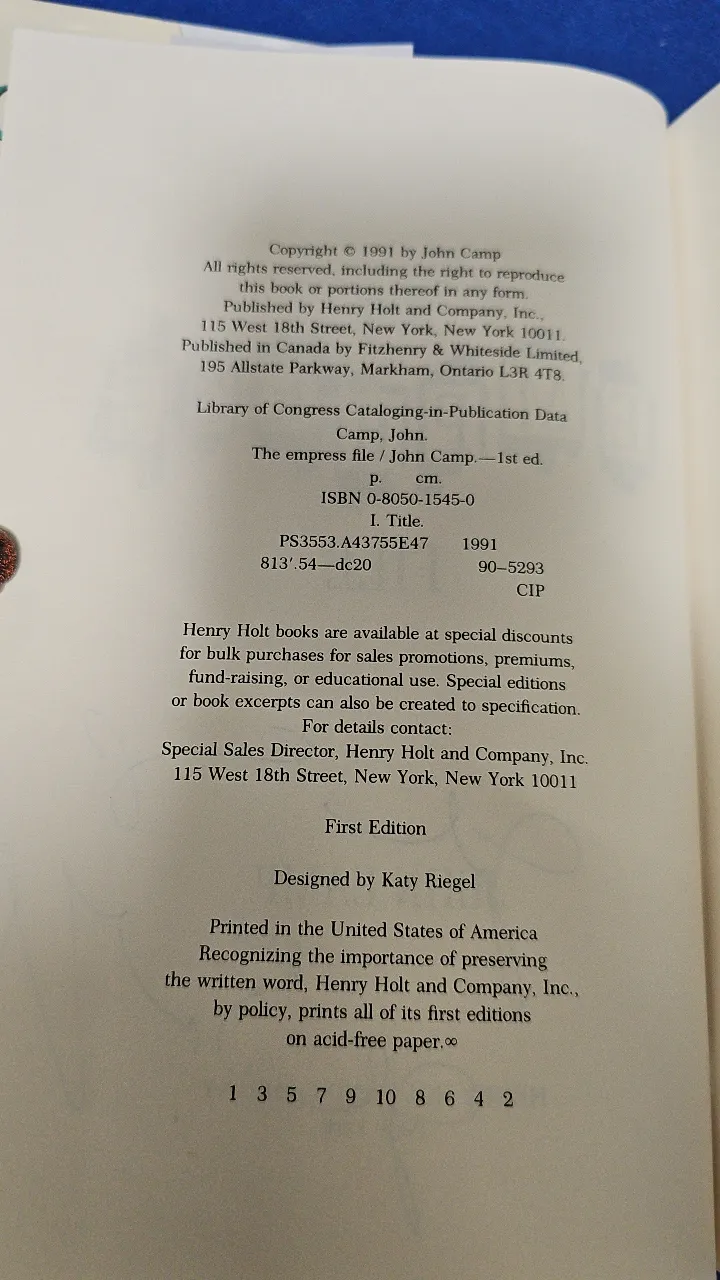 Copyright © 1991 by John Camp
All rights reserved, including the right to reproduce
this book or portions thereof in any form.
Published by Henry Holt and Company, Inc.,
115 West 18th Street, New York, New York 10011.
Published in Canada by Fitzhenry & Whiteside Limited,
195 Allstate Parkway, Markham, Ontario L3R 4T8.
Library of Congress Cataloging-in-Publication Data
Camp, John.
The empress file / John Camp.—1st ed.
p. cm.
ISBN 0-8050-1545-0
I. Title.
PS3553.A43755E47 1991
813′.54—dc20 90–5293
CIP
Henry Holt books are available at special discounts
for bulk purchases for sales promotions, premiums,
fund-raising, or educational use. Special editions
or book excerpts can also be created to specification.
For details contact:
Special Sales Director, Henry Holt and Company, Inc.
115 West 18th Street, New York, New York 10011
First Edition
Designed by Katy Riegel
Printed in the United States of America
Recognizing the importance of preserving
the written word, Henry Holt and Company, Inc.,
by policy, prints all of its first editions
on acid-free paper.∞
1 3 5 7 9 10 8 6 4 2